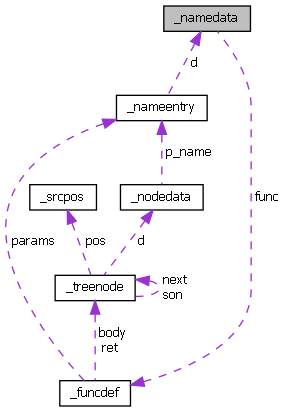 _namedata
d
_nameentry
p_name
_srcpos
_nodedata
func
params
pos
d
_treenode
next
son
body
ret
_funcdef